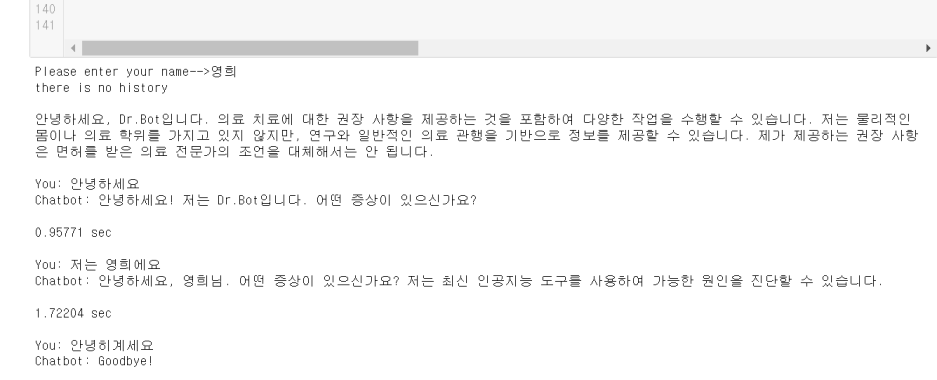 140
141
Please enter your name-->영희
there is no history
안녕하세요, Dr.Bot입니다. 의료 치료에 대한 권장 사항을 제공하는 것을 포함하여 다양한 작업을 수행할 수 있습니다. 저는 물리적인
몸이나 의료 학위를 가지고 있지 않지만, 연구와 일반적인 의료 관행을 기반으로 정보를 제공할 수 있습니다. 제가 제공하는 권장 사항
은 면허를 받은 의료 전문가의 조언을 대체해서는 안 됩니다.
You: 안녕하세요
Chatbot: 안녕하세요! 저는 Dr.Bot입니다. 어떤 증상이 있으신가요?
0.95771 sec
You: 저는 영희에요
Chatbot: 안녕하세요, 영희님. 어떤 증상이 있으신가요? 저는 최신 인공지능 도구를 사용하여 가능한 원인을 진단할 수 있습니다.
1.72204 sec
You: 안녕히계세요
Chatbot: Goodbye!